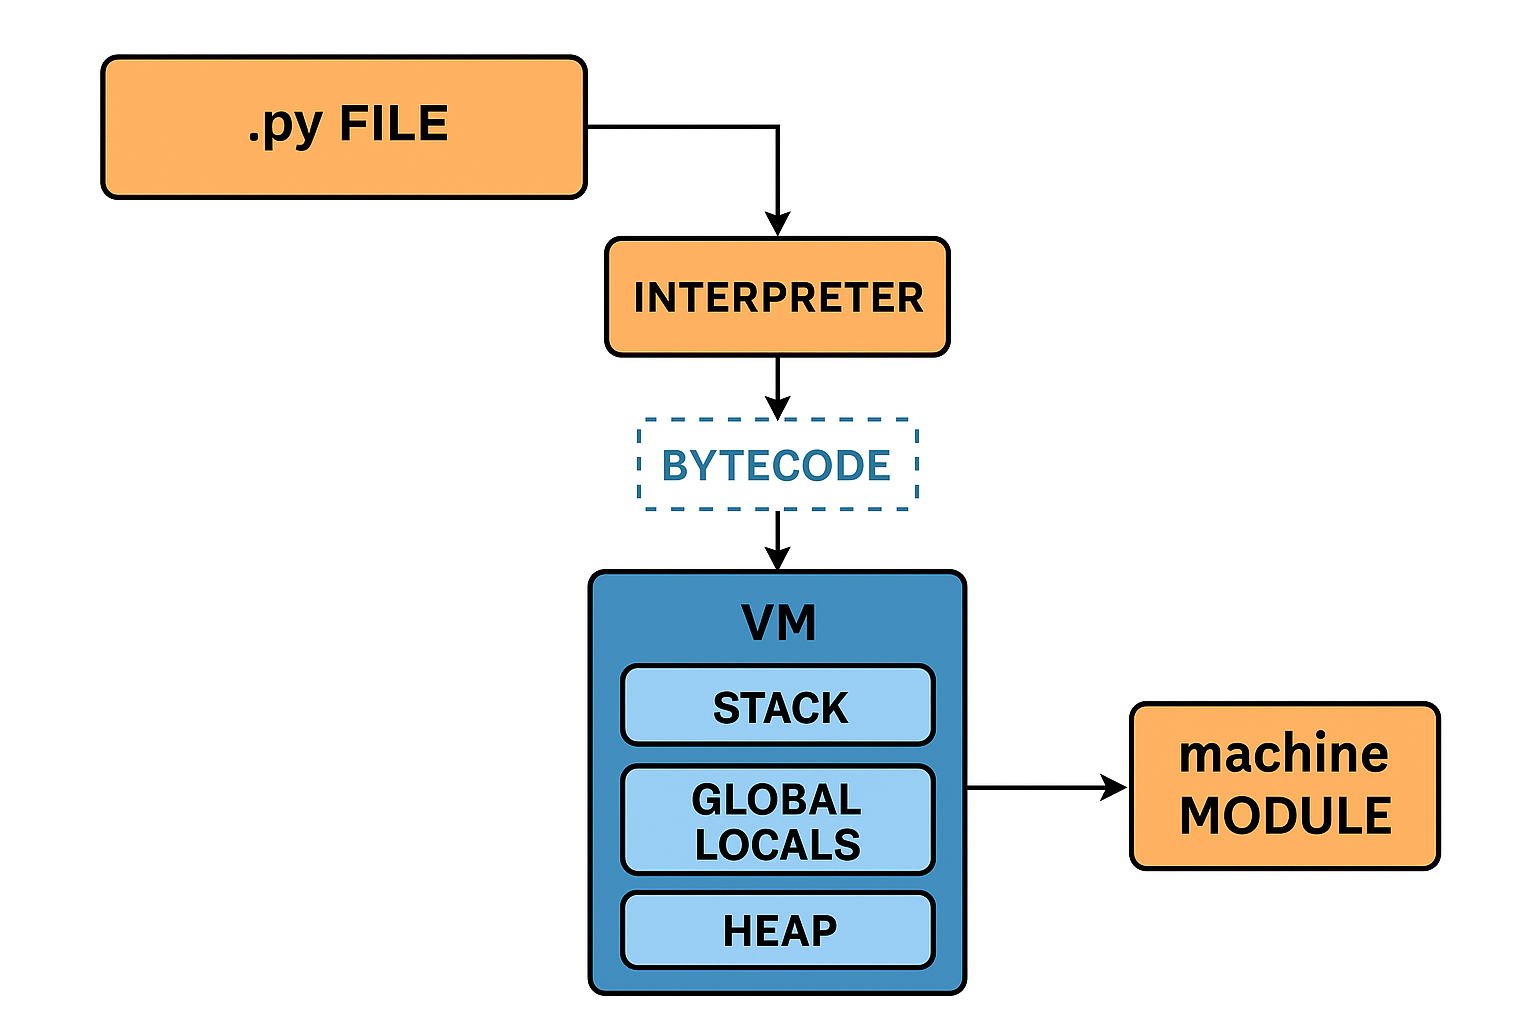 .py FILE
INTERPRETER
BYTECODE
VM
STACK
GLOBAL
LOCALS
HEAP
machine
MODULE